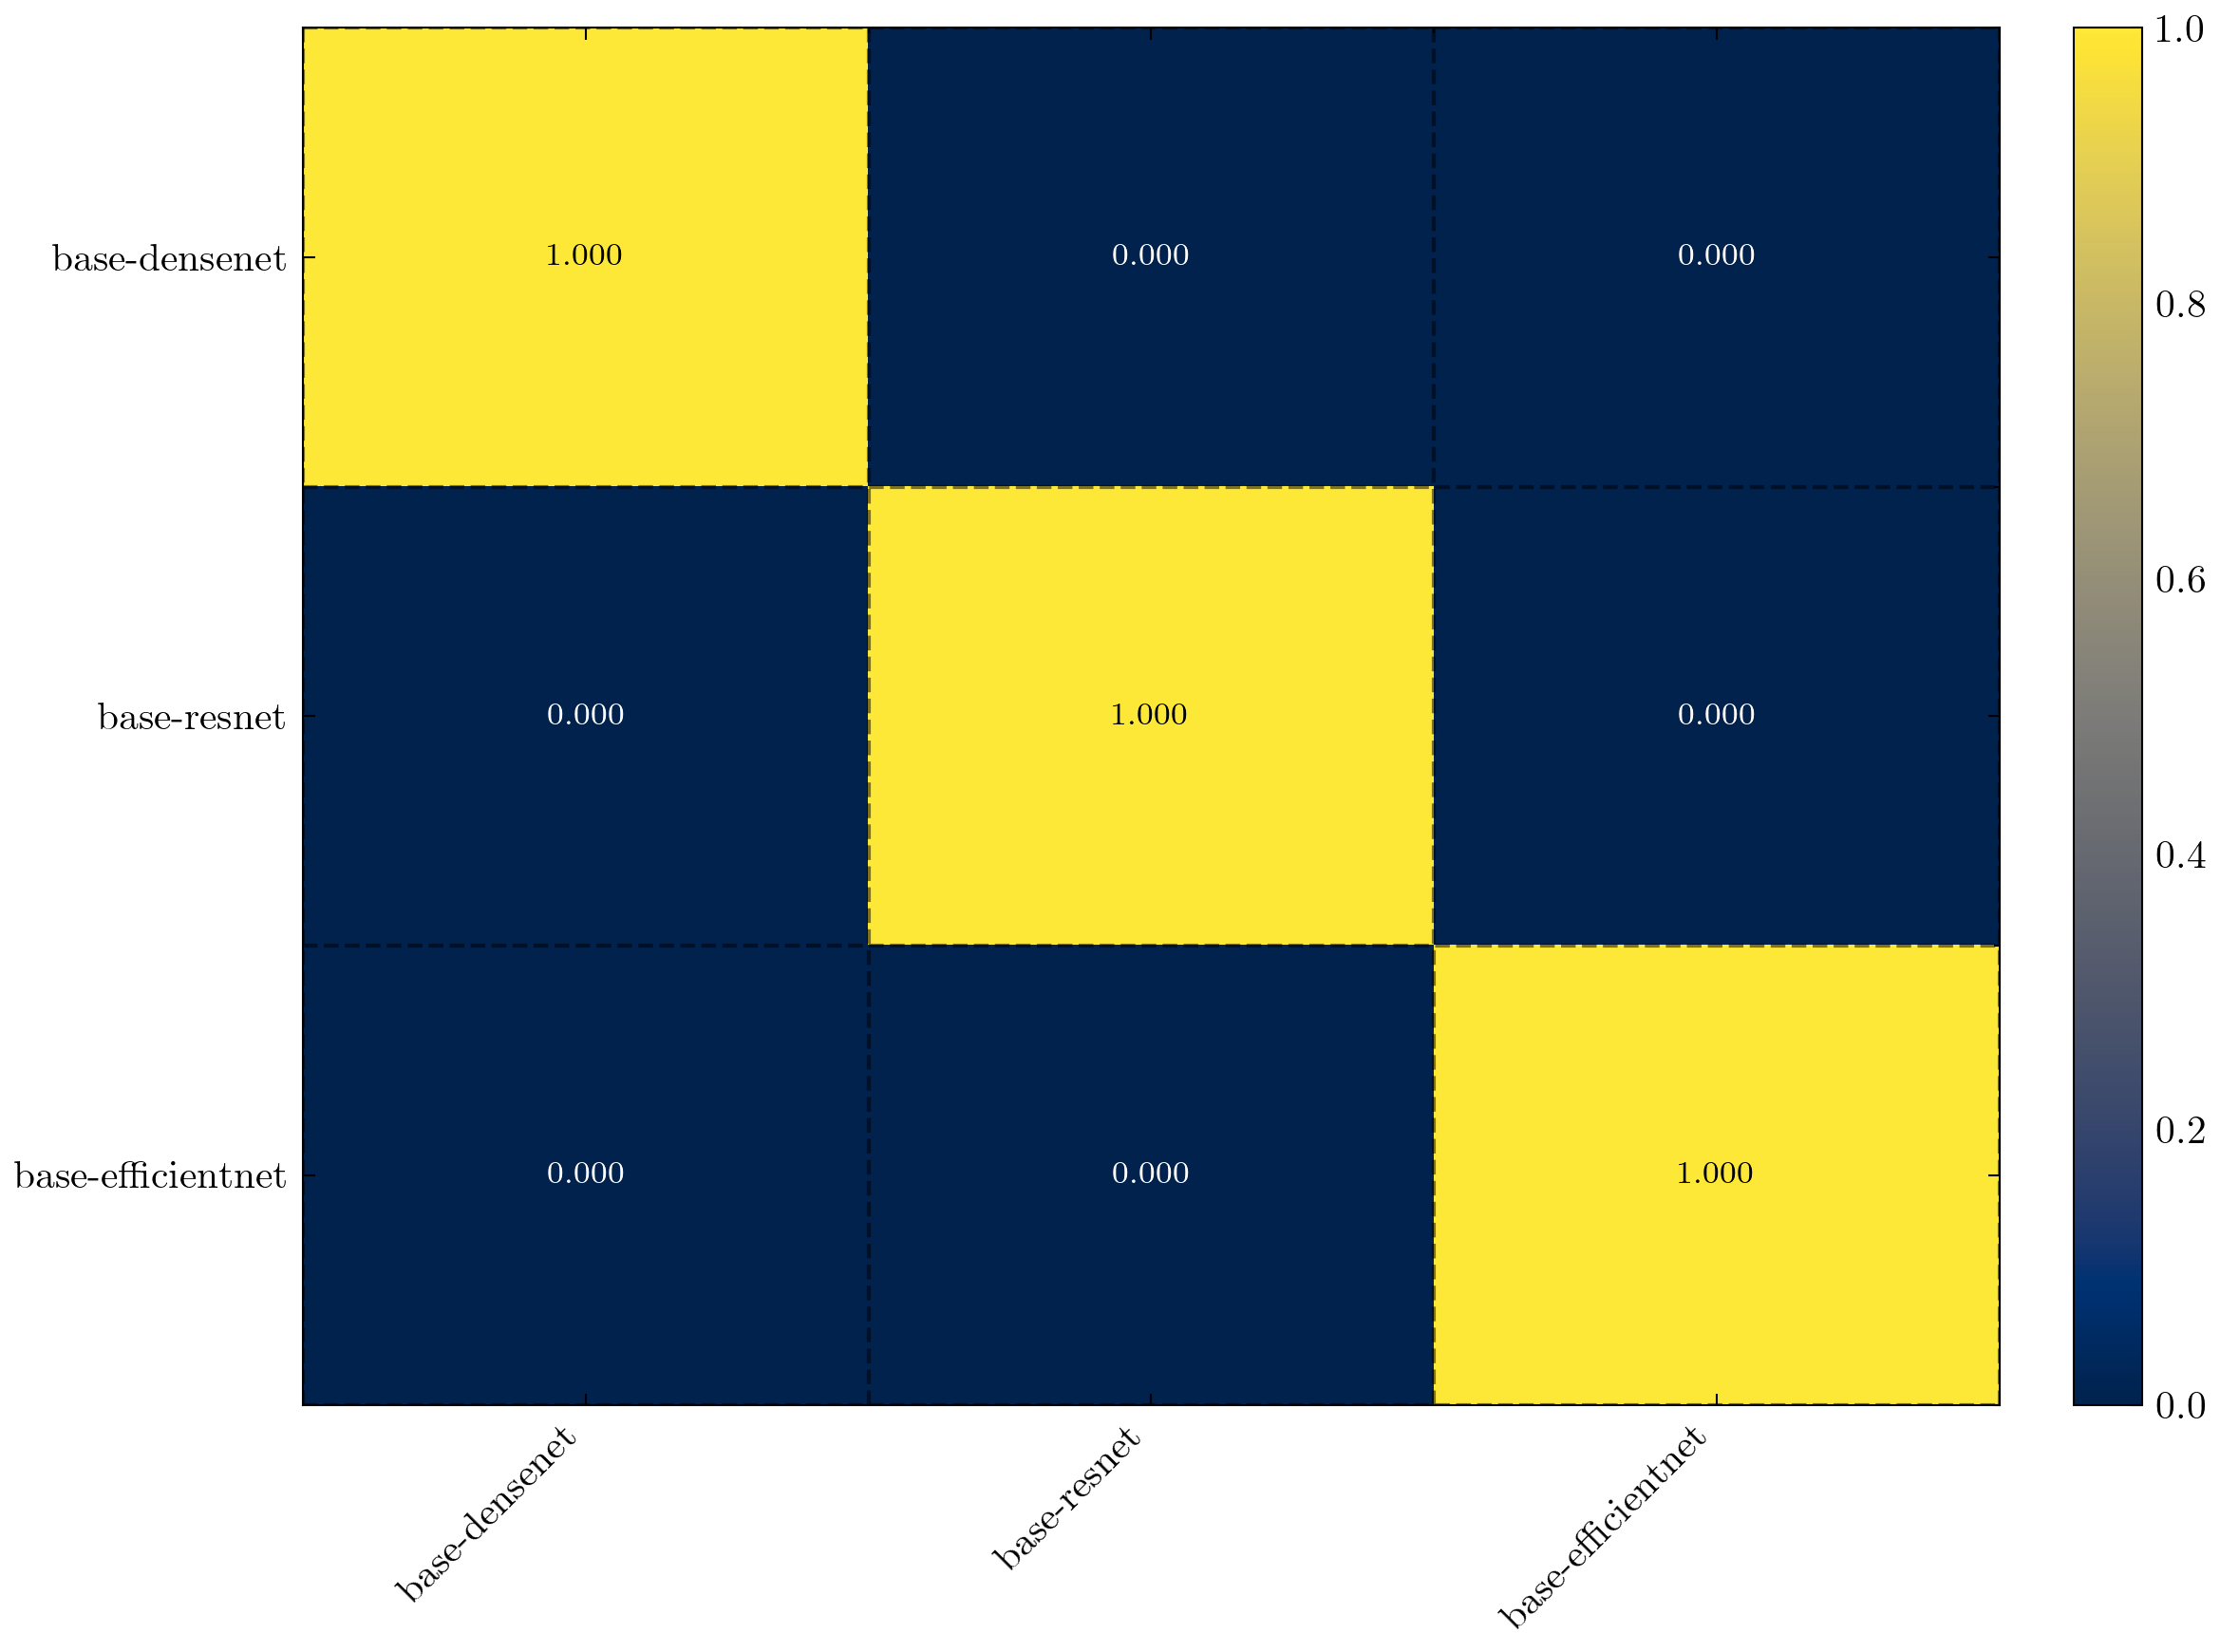 1.0
base-densenet 1.000 0.000 0.000
0.8
0.6
base-resnet 0.000 1.000 0.000
0.4
base-efficientnet 0.000 0.000 1.000
0.2
0.0
base-densenet
base-resnet
base-efficientnet